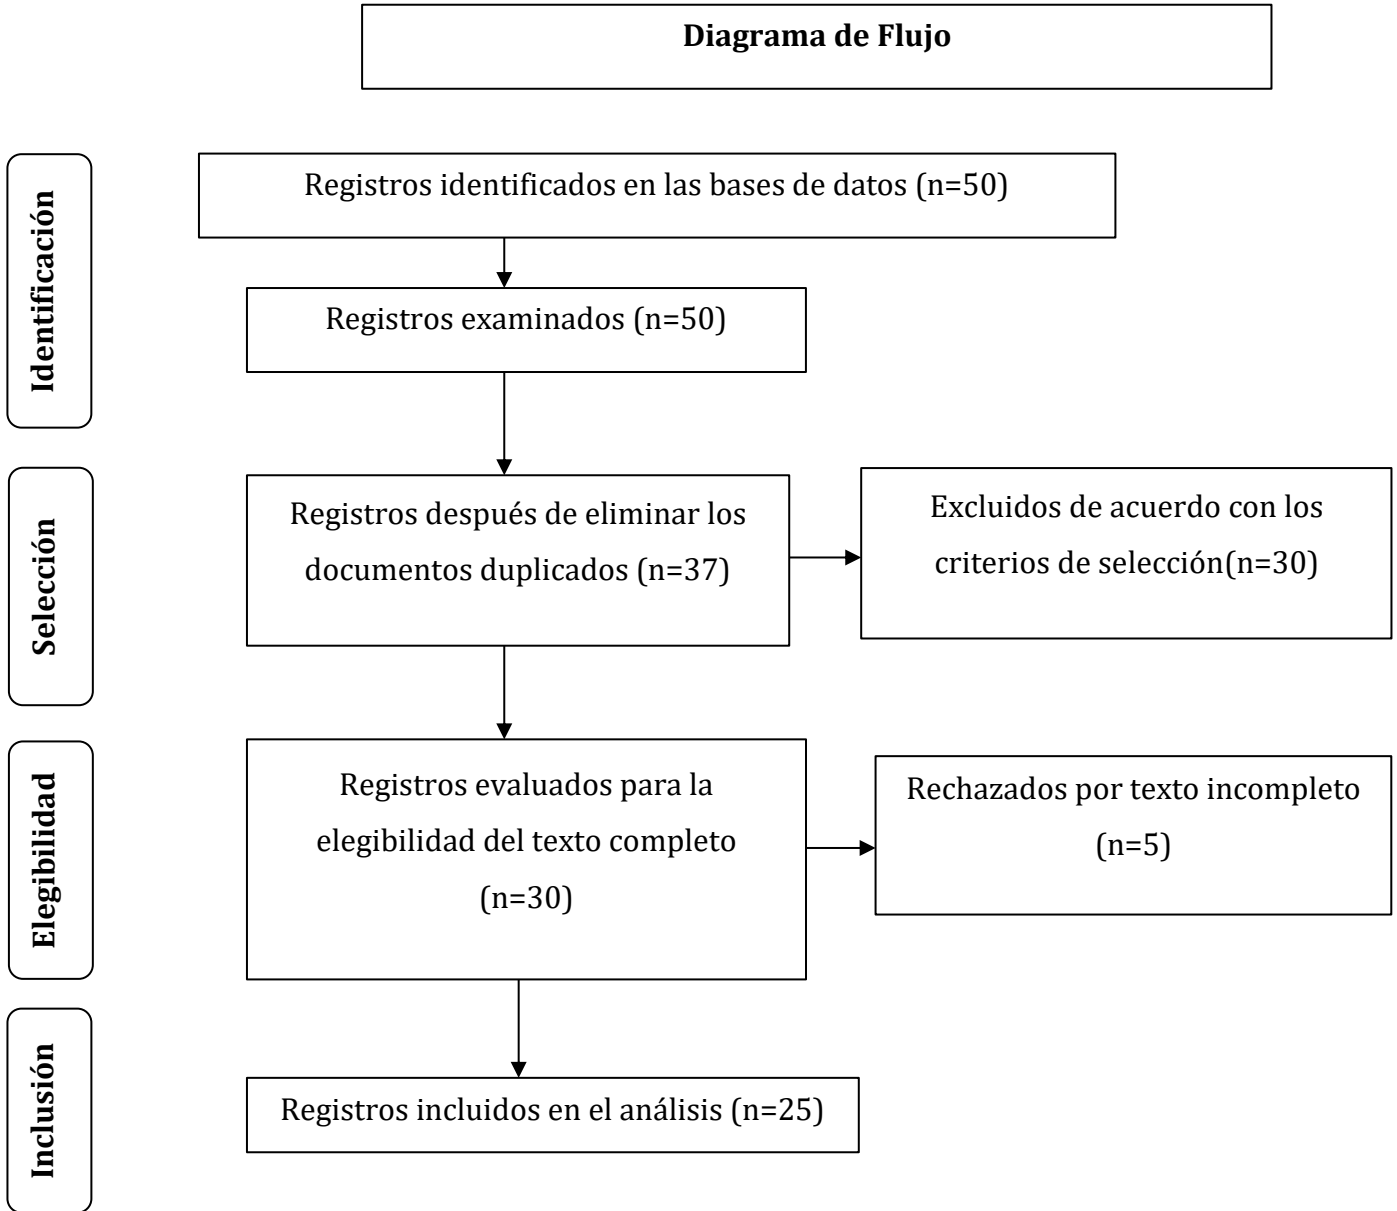 Diagrama de Flujo
Identificación
Registros identificados en las bases de datos (n=50)
Registros examinados (n=50)
Selección
Registros después de eliminar los
documentos duplicados (n=37)
Excluidos de acuerdo con los
criterios de selección(n=30)
Elegibilidad
Registros evaluados para la
elegibilidad del texto completo
(n=30)
Rechazados por texto incompleto
(n=5)
Inclusión
Registros incluidos en el análisis (n=25)